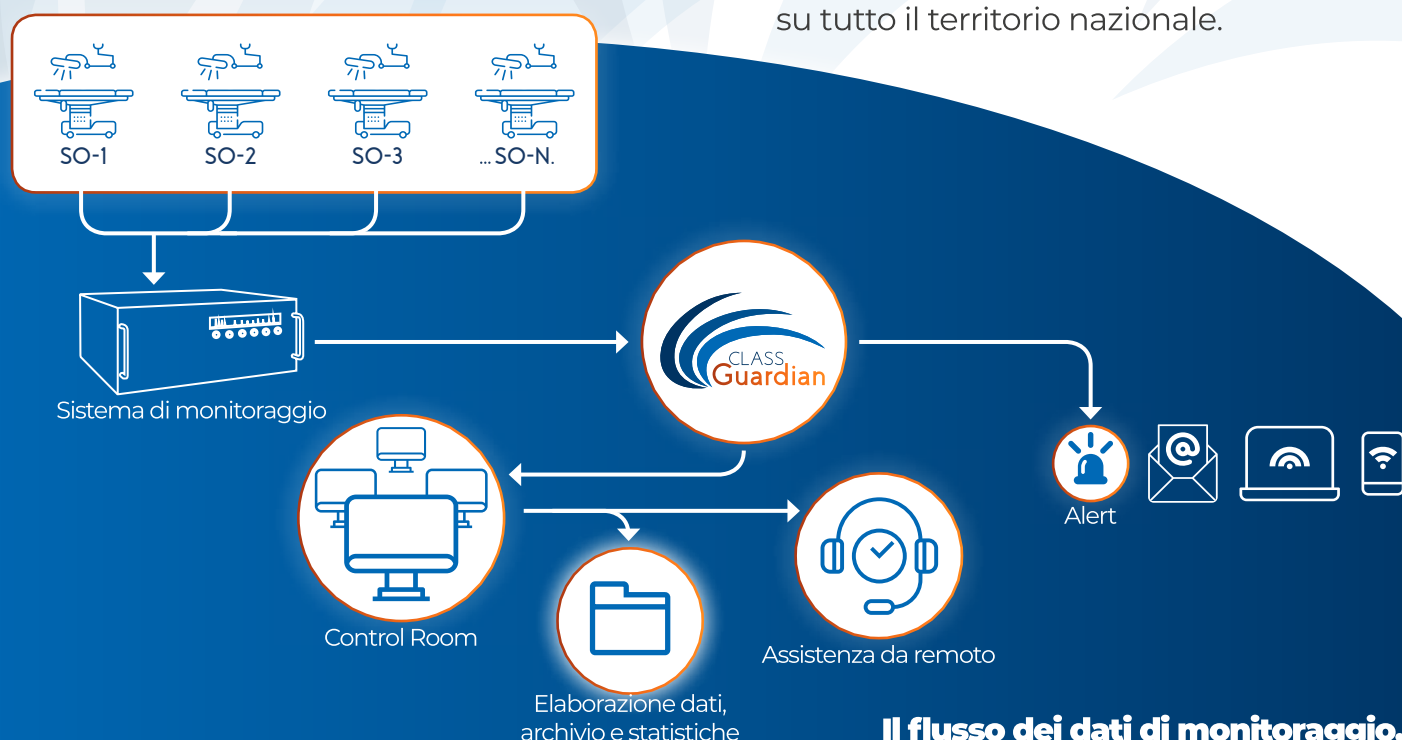 su tutto il territorio nazionale.
SO-1
SO-2
SO-3
...SO-N.
CLASS
Guardian
Sistema di monitoraggio
@
Alert
Control Room
Assistenza da remoto
Elaborazione dati,
archivio e statistiche
Il flusso dei dati di monitoraggio.